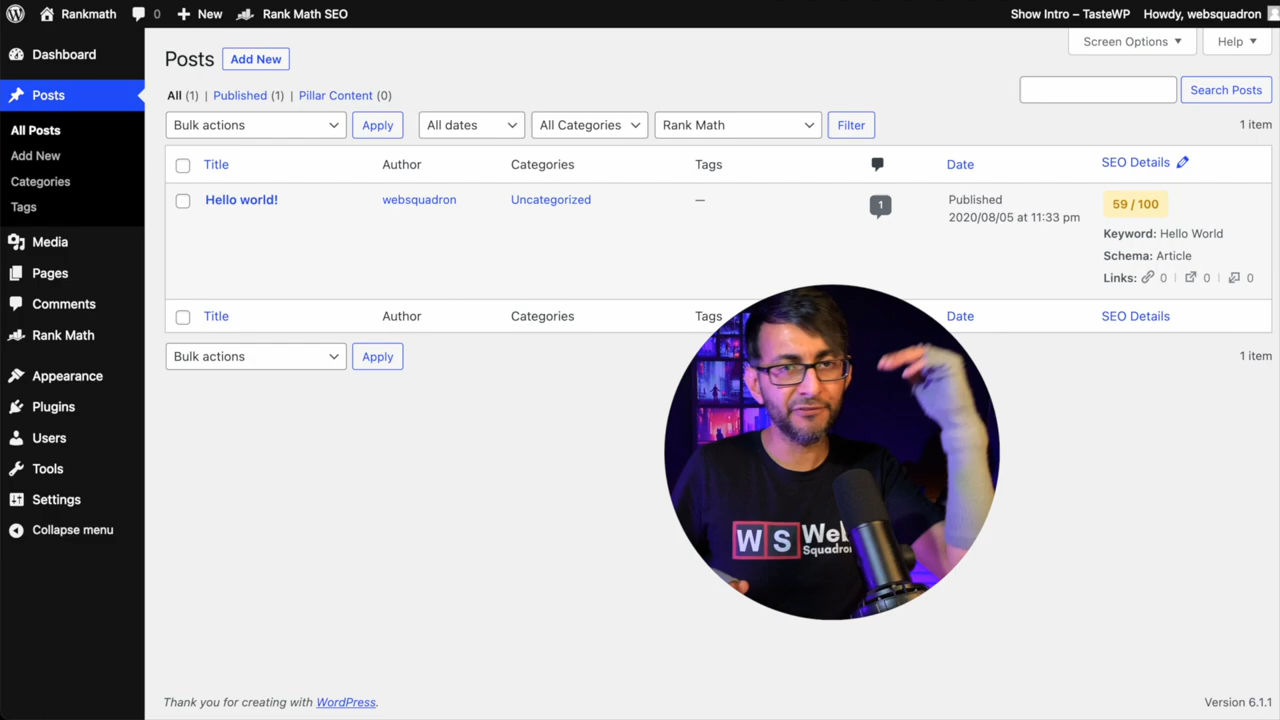 Rankmath 0 New Rank Math SEO Show Intro – TasteWP Howdy, websquadron
Dashboard
Posts
All Posts
Add New
Categories
Tags
Media
Pages
Comments
Rank Math
Appearance
Plugins
Users
Tools
Settings
Collapse menu
Screen Options Help
Posts Add New
All (1) | Published (1) | Pillar Content (0)
Search Posts
Bulk actions Apply All dates All Categories Rank Math Filter 1 item
Title Author Categories Tags Date SEO Details
Hello world! websquadron Uncategorized — 1 Published 59 / 100
2020/08/05 at 11:33 pm
Keyword: Hello World
Schema: Article
Links: 0 | 0 | 0
Title Author Categories Tags Date SEO Details
Bulk actions Apply 1 item
WS Web
Squadron
Thank you for creating with WordPress. Version 6.1.1